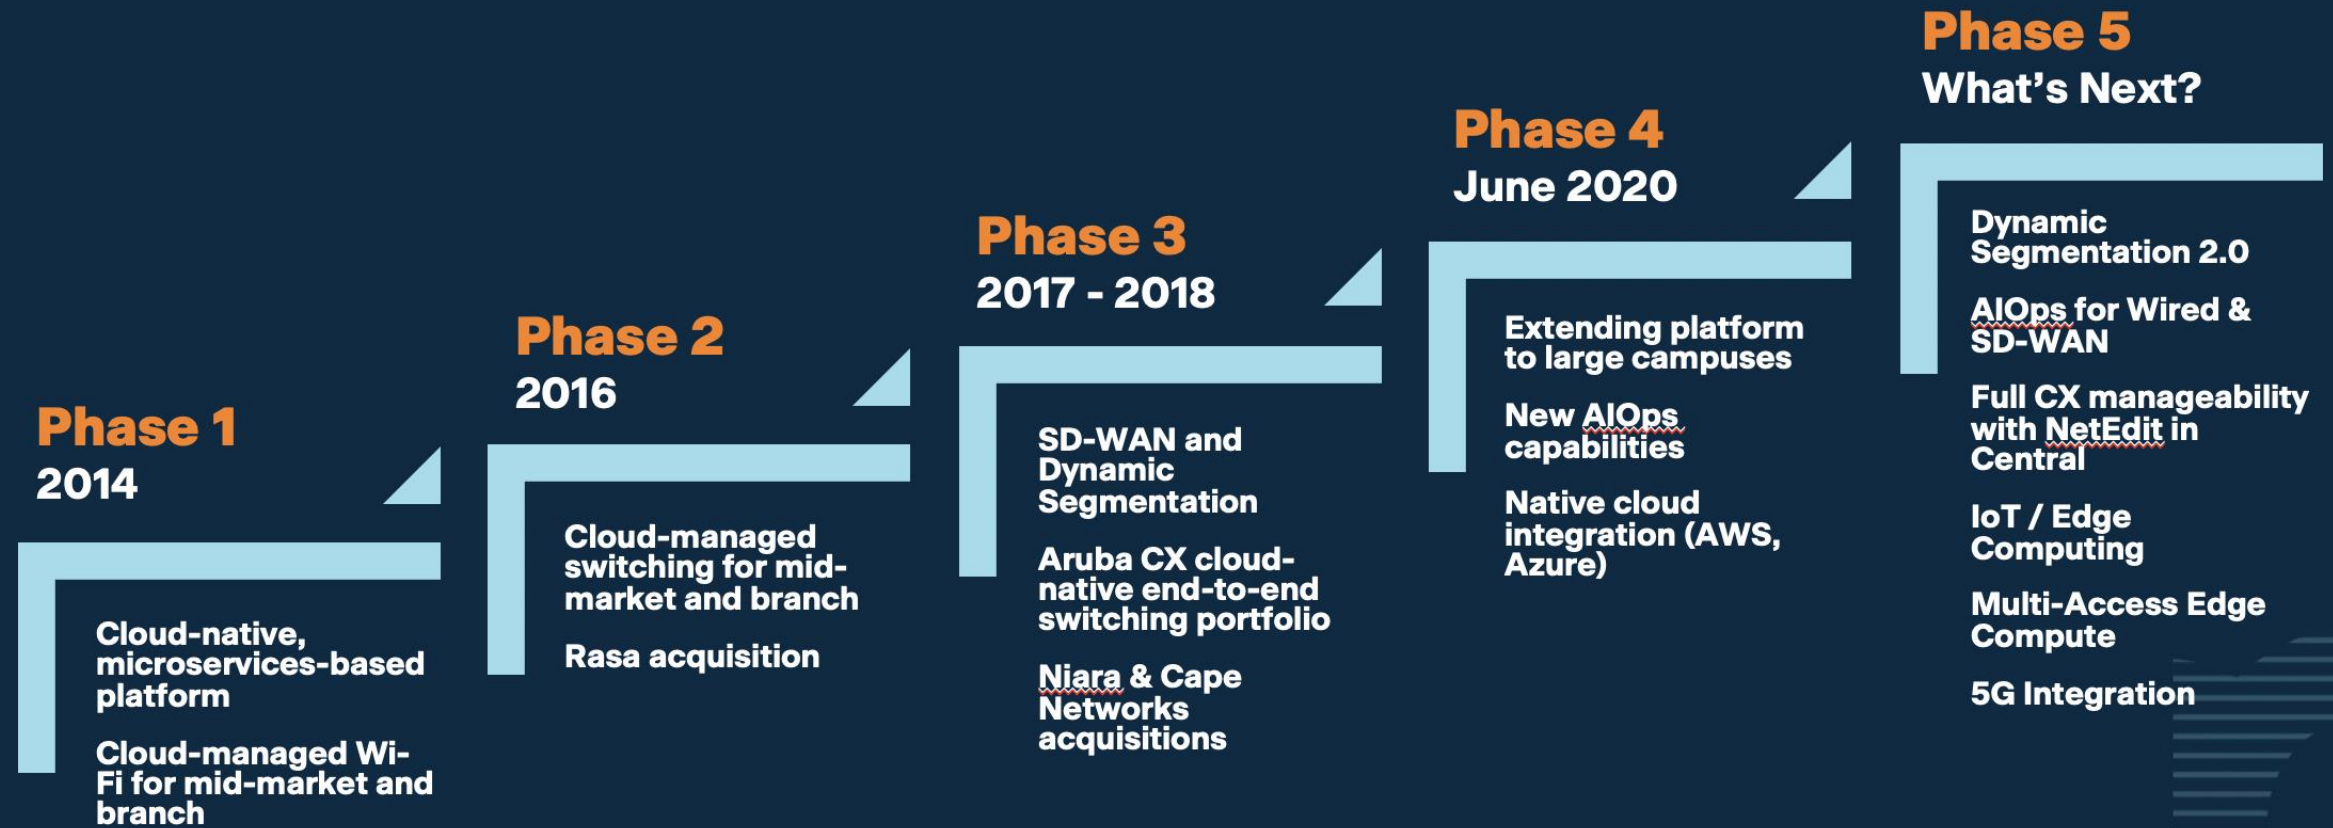 Phase 1
2014
Cloud-native,
microservices-based
platform
Cloud-managed Wi-
Fi for mid-market and
branch
Phase 2
2016
Cloud-managed
switching for mid-
market and branch
Rasa acquisition
Phase 3
2017 - 2018
SD-WAN and
Dynamic
Segmentation
Aruba CX cloud-
native end-to-end
switching portfolio
Niara & Cape
Networks
acquisitions
Phase 4
June 2020
Extending platform
to large campuses
New AIOps
capabilities
Native cloud
integration (AWS,
Azure)
Phase 5
What's Next?
Dynamic
Segmentation 2.0
AIOps for Wired &
SD-WAN
Full CX manageability
with NetEdit in
Central
IoT / Edge
Computing
Multi-Access Edge
Compute
5G Integration